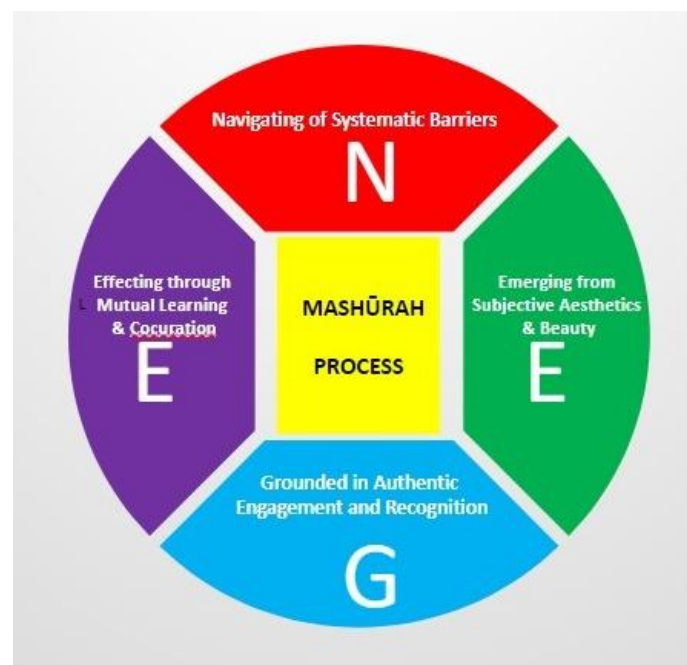 Navigating of Systematic Barriers
N
Effecting through
Mutual Learning
& Cocuration
E
MASHŪRAH
PROCESS
Emerging from
Subjective Aesthetics
& Beauty
E
Grounded in Authentic
Engagement and Recognition
G